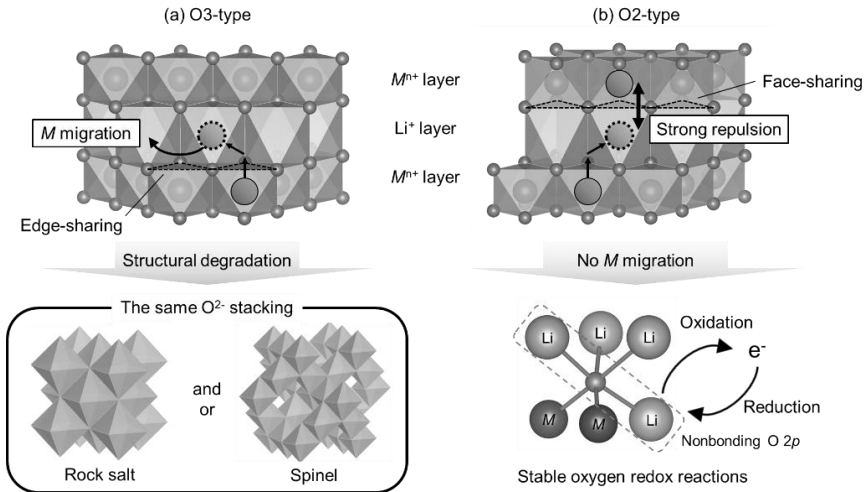 (a) O3-type
(b) O2-type
Mⁿ⁺ layer
Li⁺ layer
Mⁿ⁺ layer
M migration
Edge-sharing
Face-sharing
Strong repulsion
Structural degradation
No M migration
The same O²⁻ stacking
Rock salt
and
or
Spinel
Li
Li
Li
M
M
Li
Oxidation
e⁻
Reduction
Nonbonding O 2p
Stable oxygen redox reactions